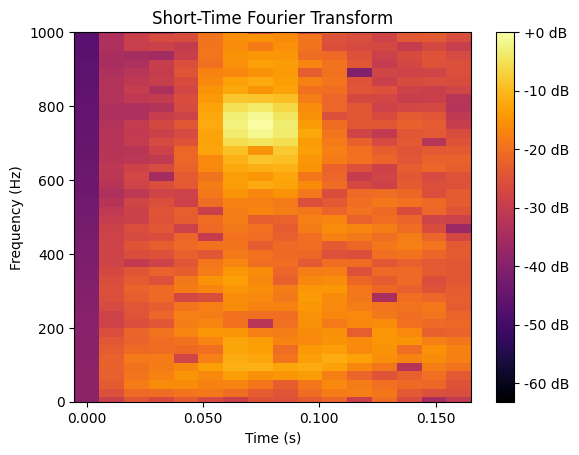 Short-Time Fourier Transform
Frequency (Hz)
1000
800
600
400
200
0
0.000
0.050
0.100
0.150
Time (s)
+0 dB
-10 dB
-20 dB
-30 dB
-40 dB
-50 dB
-60 dB